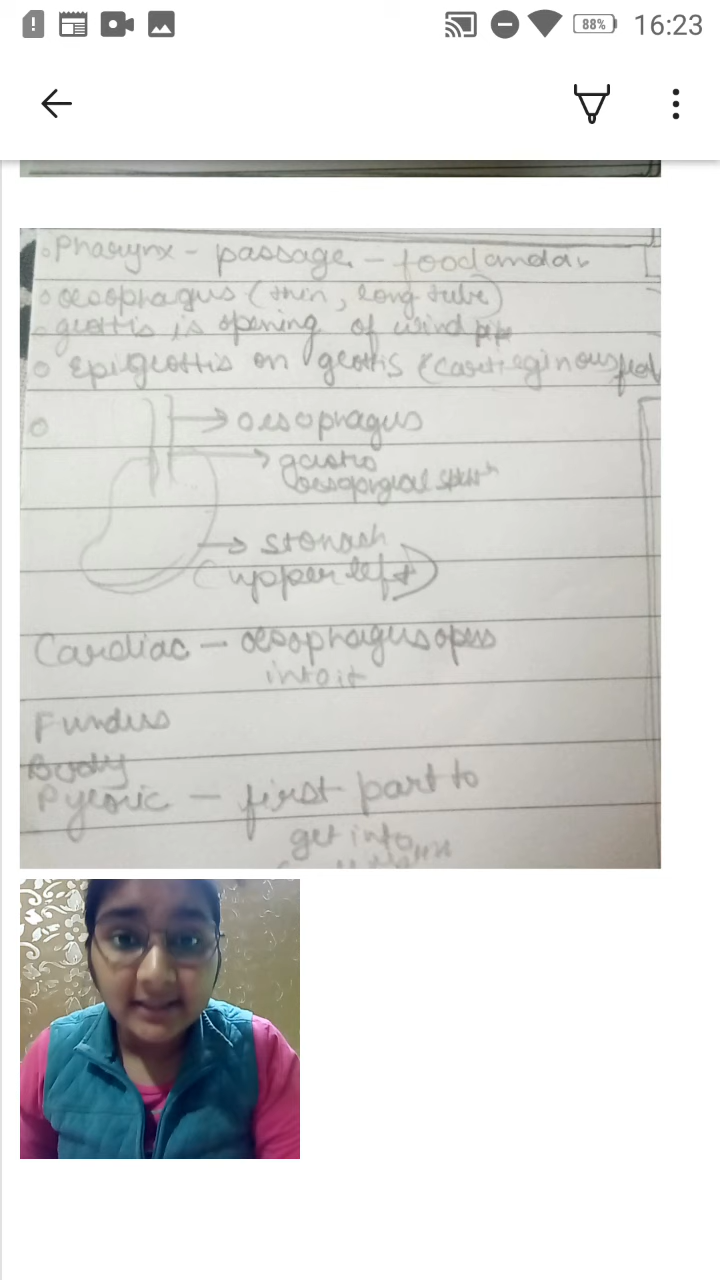 88% 16:23
Pharynx - passage - food and air
oesophagus (thin, long tube)
glottis is opening of wind pipe
Epiglottis on glottis (cartilaginous
→ oesophagus
→ gastro
→ stomach
(upper left)
Cardiac - oesophagus opens
into it
Fundus
Body
Pyloric - first part to
get into